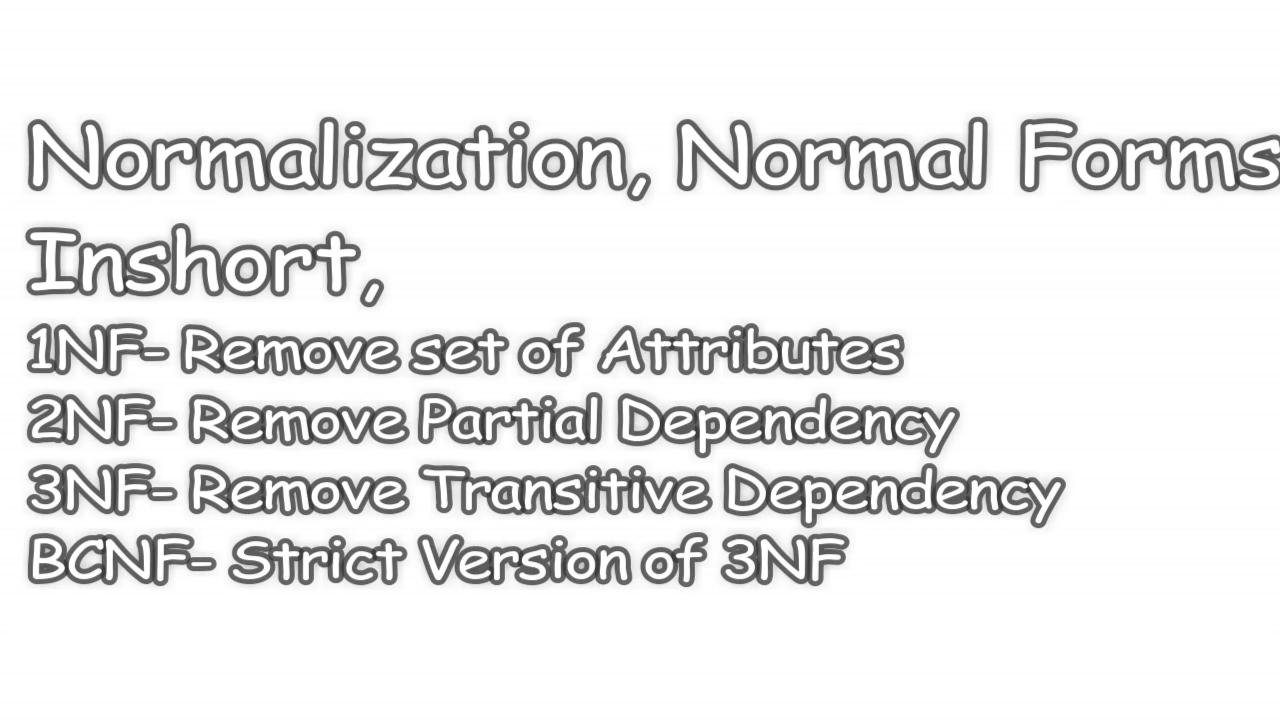 Normalization, Normal Forms
Inshort,
1NF- Remove set of Attributes
2NF- Remove Partial Dependency
3NF- Remove Transitive Dependency
BCNF- Strict Version of 3NF